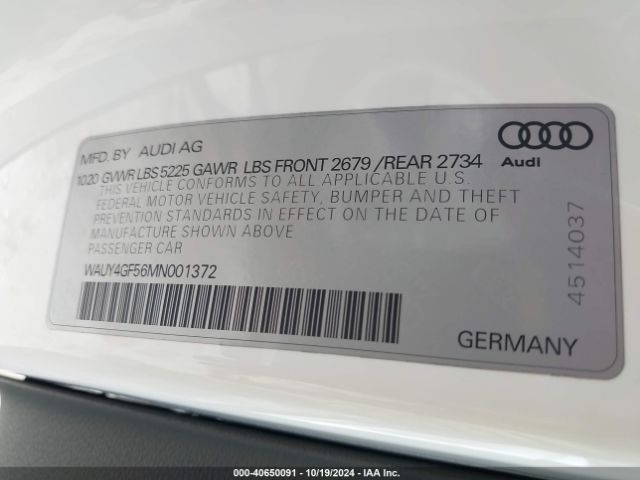 MFD. BY AUDI AG
10.20 GVWR LBS 5225 GAWR LBS FRONT 2679 / REAR 2734
THIS VEHICLE CONFORMS TO ALL APPLICABLE U.S.
FEDERAL MOTOR VEHICLE SAFETY, BUMPER AND THEFT
PREVENTION STANDARDS IN EFFECT ON THE DATE OF
MANUFACTURE SHOWN ABOVE
PASSENGER CAR
WAUY4GF56MN001372
Audi
4514037
GERMANY
000-40650091 - 10/19/2024 - IAA Inc.